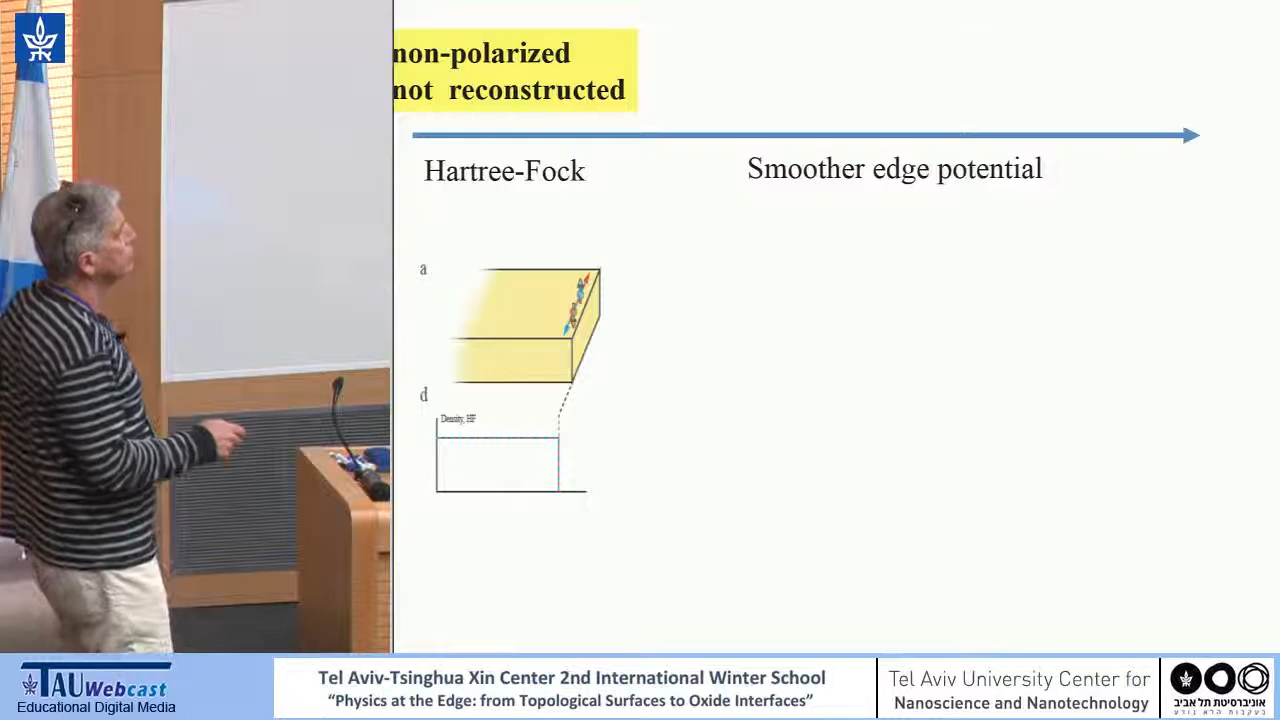 non-polarized
not reconstructed
Hartree-Fock
Smoother edge potential
a
d
Density, HF
TAU Webcast
Educational Digital Media
Tel Aviv-Tsinghua Xin Center 2nd International Winter School
“Physics at the Edge: from Topological Surfaces to Oxide Interfaces”
Tel Aviv University Center for
Nanoscience and Nanotechnology
אוניברסיטת תל אביב